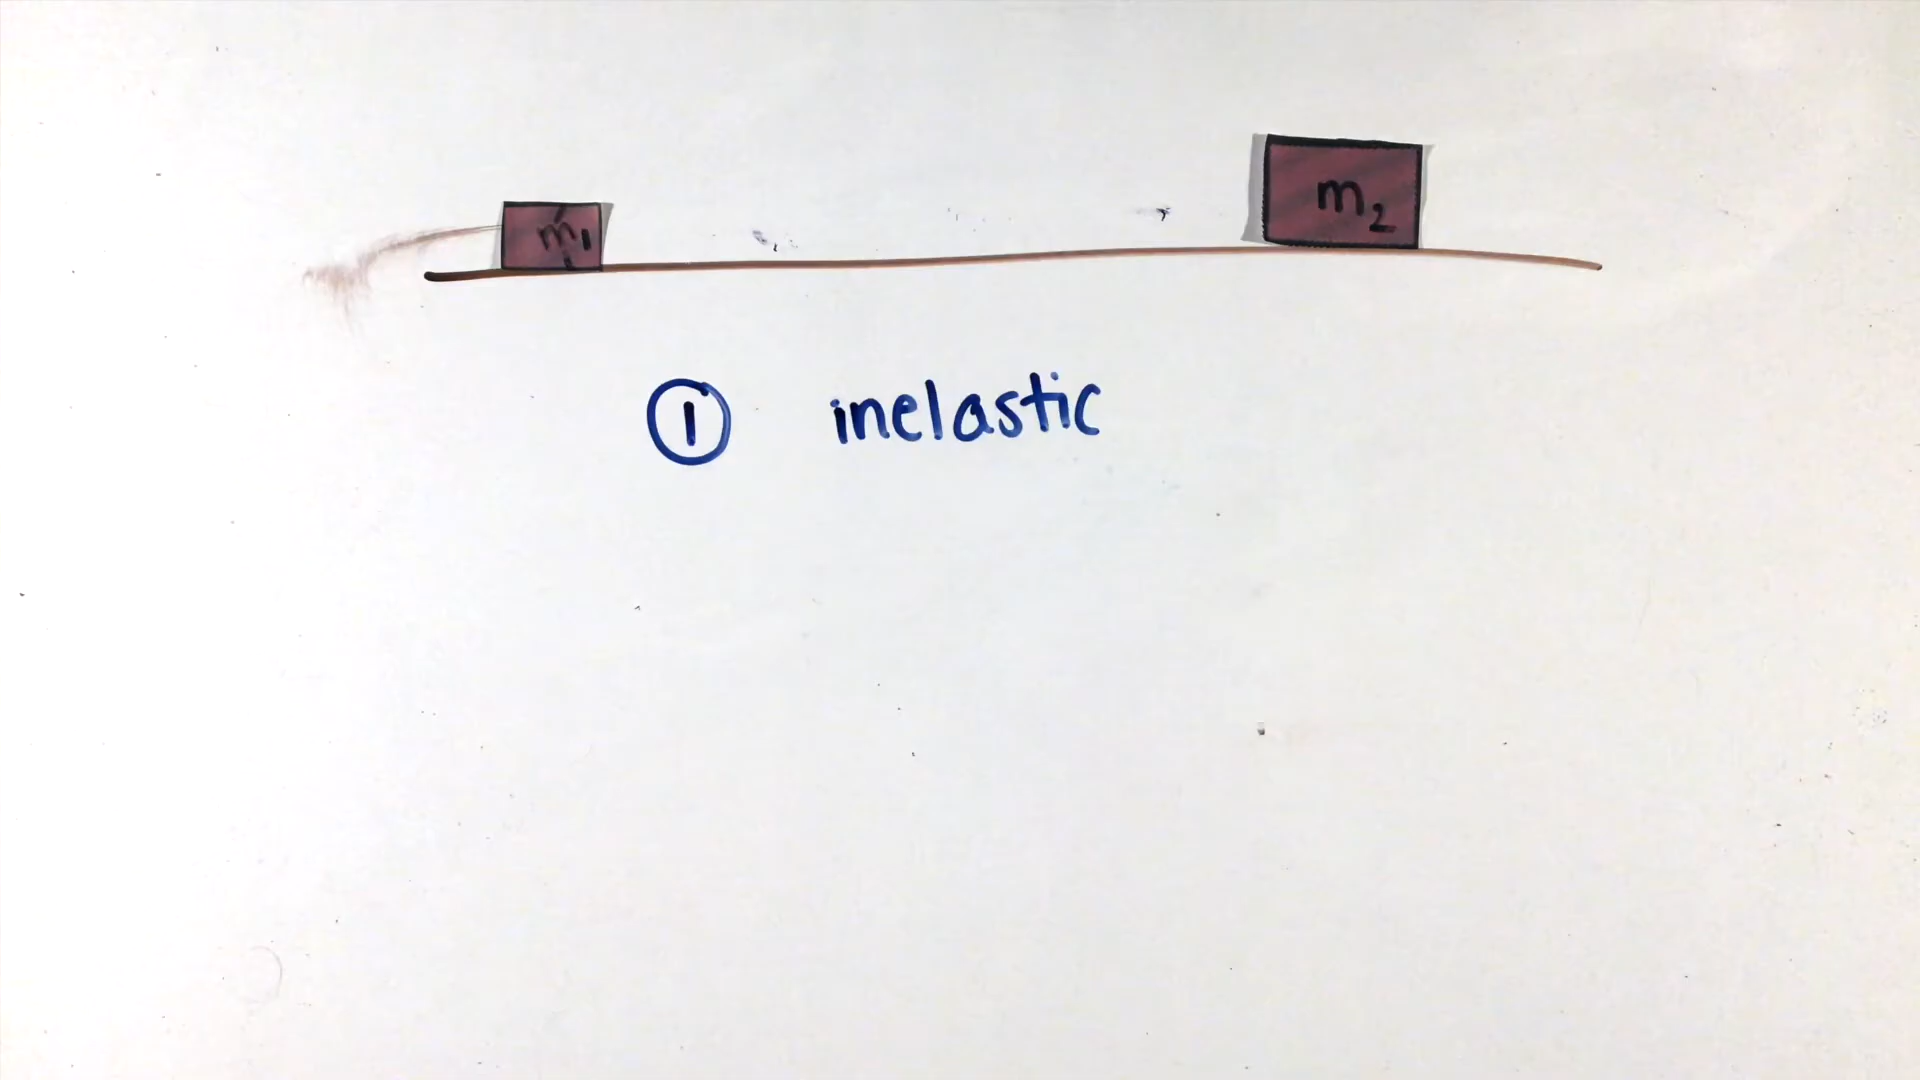 m₁
m₂
① inelastic